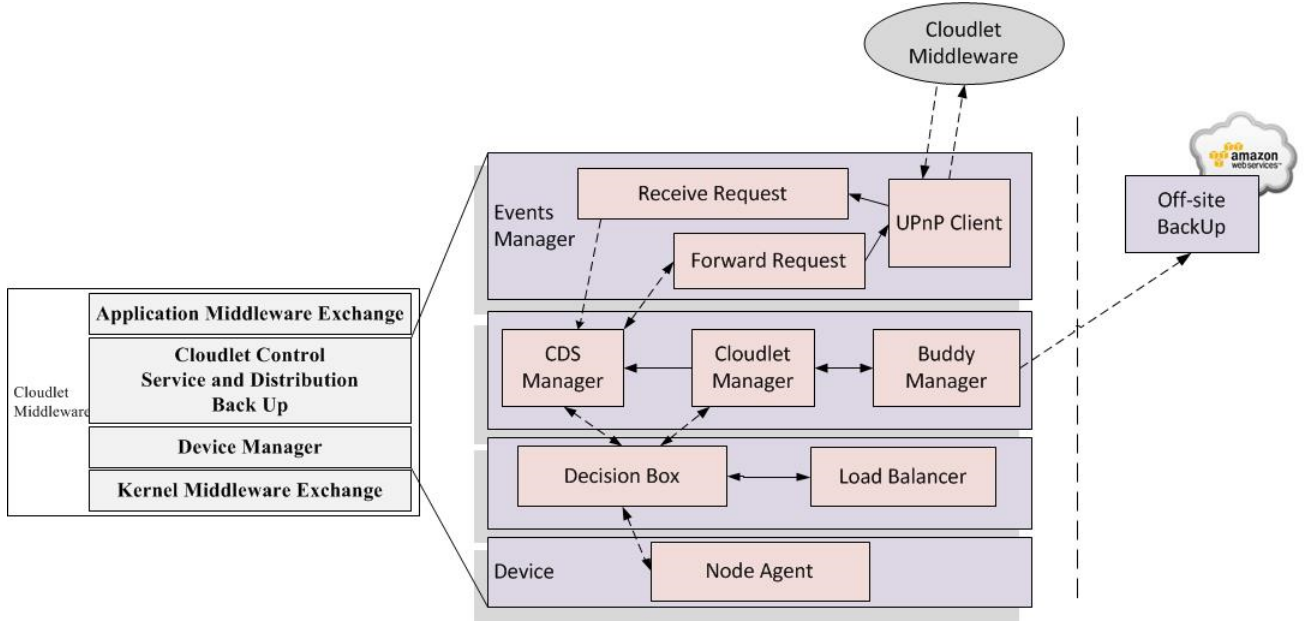 Cloudlet
Middleware
amazon
webservices™
Off-site
BackUp
Events
Manager
Receive Request
UPnP Client
Forward Request
CDS
Manager
Cloudlet
Manager
Buddy
Manager
Decision Box
Load Balancer
Device
Node Agent
Cloudlet
Middleware
Application Middleware Exchange
Cloudlet Control
Service and Distribution
Back Up
Device Manager
Kernel Middleware Exchange